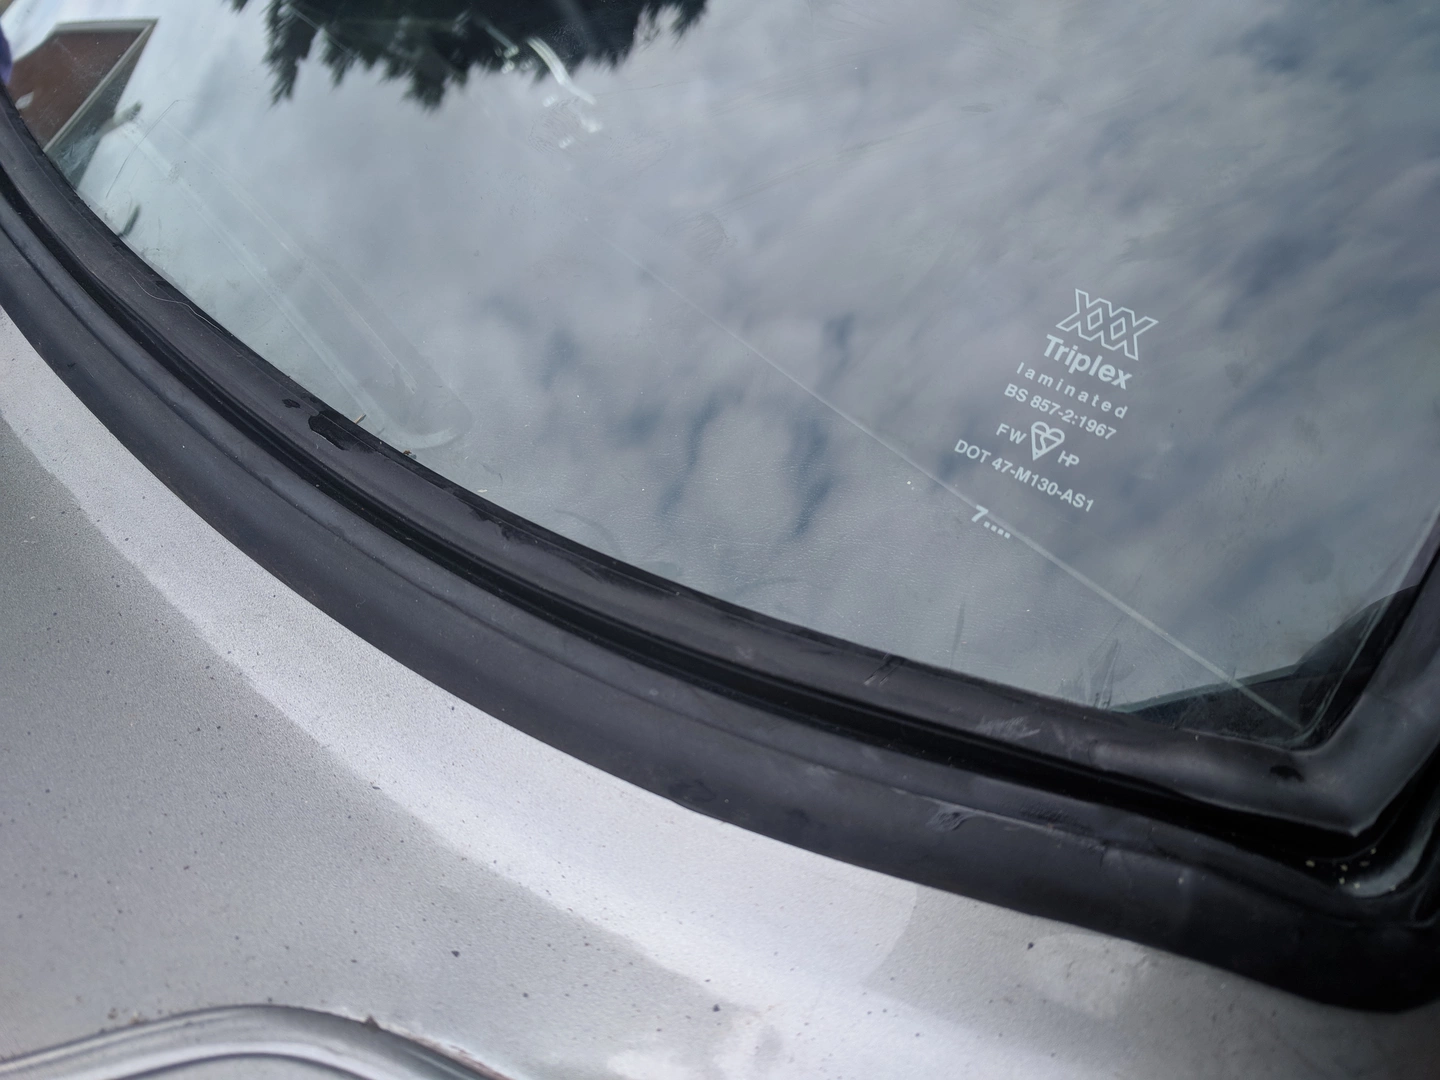 XXX
Triplex
laminated
BS 857-2:1967
FW HP
DOT 47-M130-AS1
7....